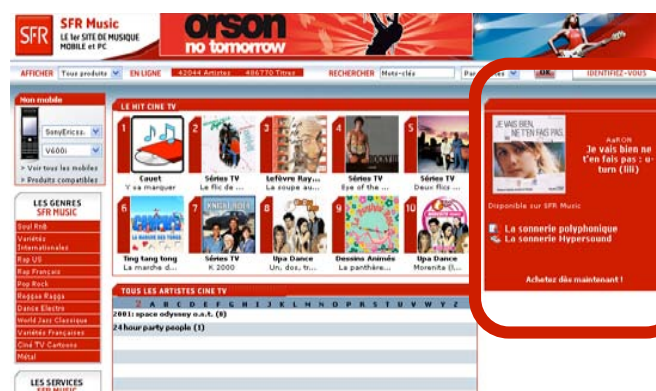 SFR
SFR Music
LE 1er SITE DE MUSIQUE
MOBILE et PC
orson
no tomorrow
AFFICHER Tous produits EN LIGNE 42044 Artistes 486770 Titres RECHERCHER Mots-clés OK IDENTIFIEZ-VOUS
Mon mobile
SonyEricss.
V600i
> Voir tous les mobiles
> Produits compatibles
LES GENRES
SFR MUSIC
Soul RnB
Variétés
Internationales
Rap US
Rap Français
Pop Rock
Reggae Ragga
Dance Electro
World Jazz Classique
Variétés Françaises
Ciné TV Cartoons
Métal
LES SERVICES
SFR MUSIC
LE HIT CINE TV
1 2 3 4 5
Cauet Séries TV Lefèvre Ray... Séries TV Séries TV
Y va marquer Le flic de ... La soupe au... Eye of the ... Deux flics ...
6 7 8 9 10
KNIGHT RIDER
LA MARCHE DES TONGS
Ting tang tong Séries TV Upa Dance Dessins Animés Upa Dance
La marche d... K 2000 Un, dos, tr... La panthère... Morenita (l...
TOUS LES ARTISTES CINE TV
2 A B C D E F G H I J K L M N O P R S T U V W Y Z
2001: space odyssey o.s.t. (8)
24 hour party people (1)
JE VAIS BIEN,
NE T'EN FAIS PAS
AaRON
Je vais bien ne
t'en fais pas : u-
turn (lili)
Disponible sur SFR Music
La sonnerie polyphonique
La sonnerie Hypersound
Achetez dès maintenant !